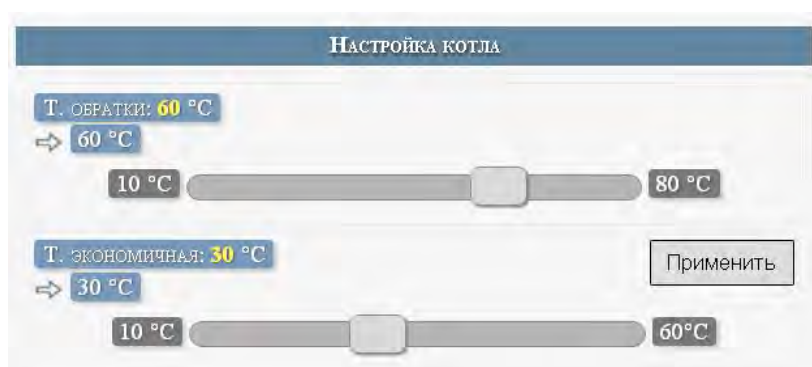 Настройка котла
Т. обратки: 60 °C
⇨ 60 °C
10 °C 80 °C
Т. экономичная: 30 °C
Применить
⇨ 30 °C
10 °C 60°C